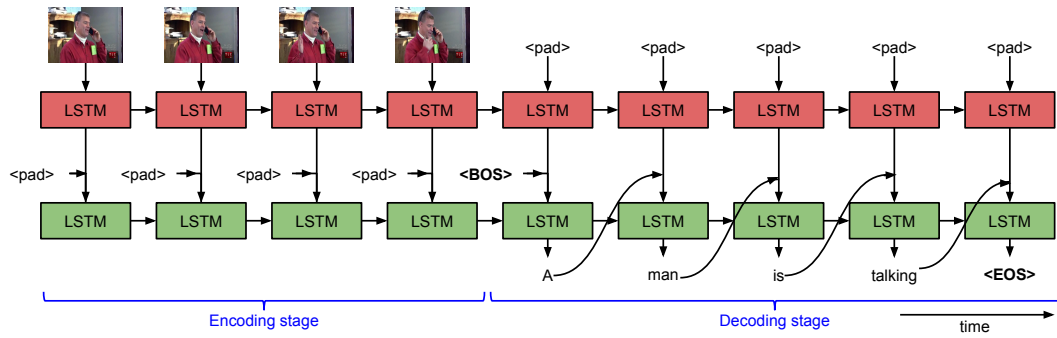 <pad> <pad> <pad> <pad> <pad>
LSTM LSTM LSTM LSTM LSTM LSTM LSTM LSTM LSTM
<pad> <pad> <pad> <pad> <BOS>
LSTM LSTM LSTM LSTM LSTM LSTM LSTM LSTM LSTM
A man is talking <EOS>
Encoding stage Decoding stage time